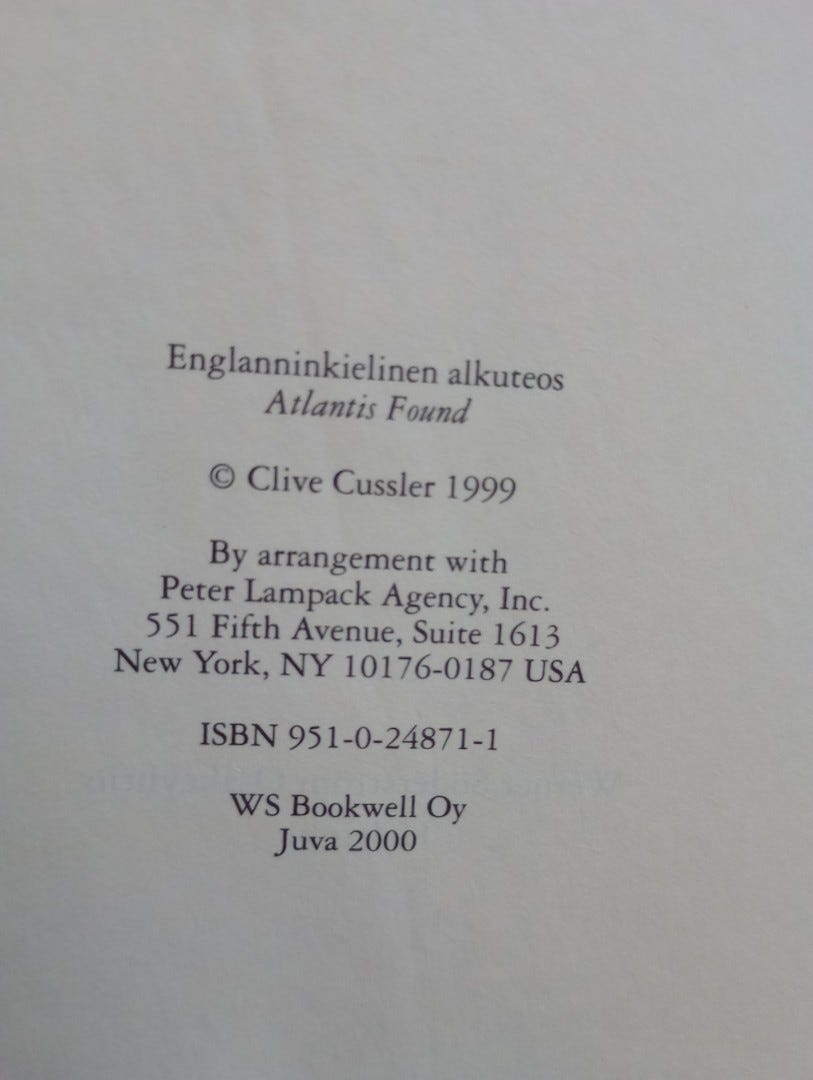 Englanninkielinen alkuteos
Atlantis Found
© Clive Cussler 1999
By arrangement with
Peter Lampack Agency, Inc.
551 Fifth Avenue, Suite 1613
New York, NY 10176-0187 USA
ISBN 951-0-24871-1
WS Bookwell Oy
Juva 2000